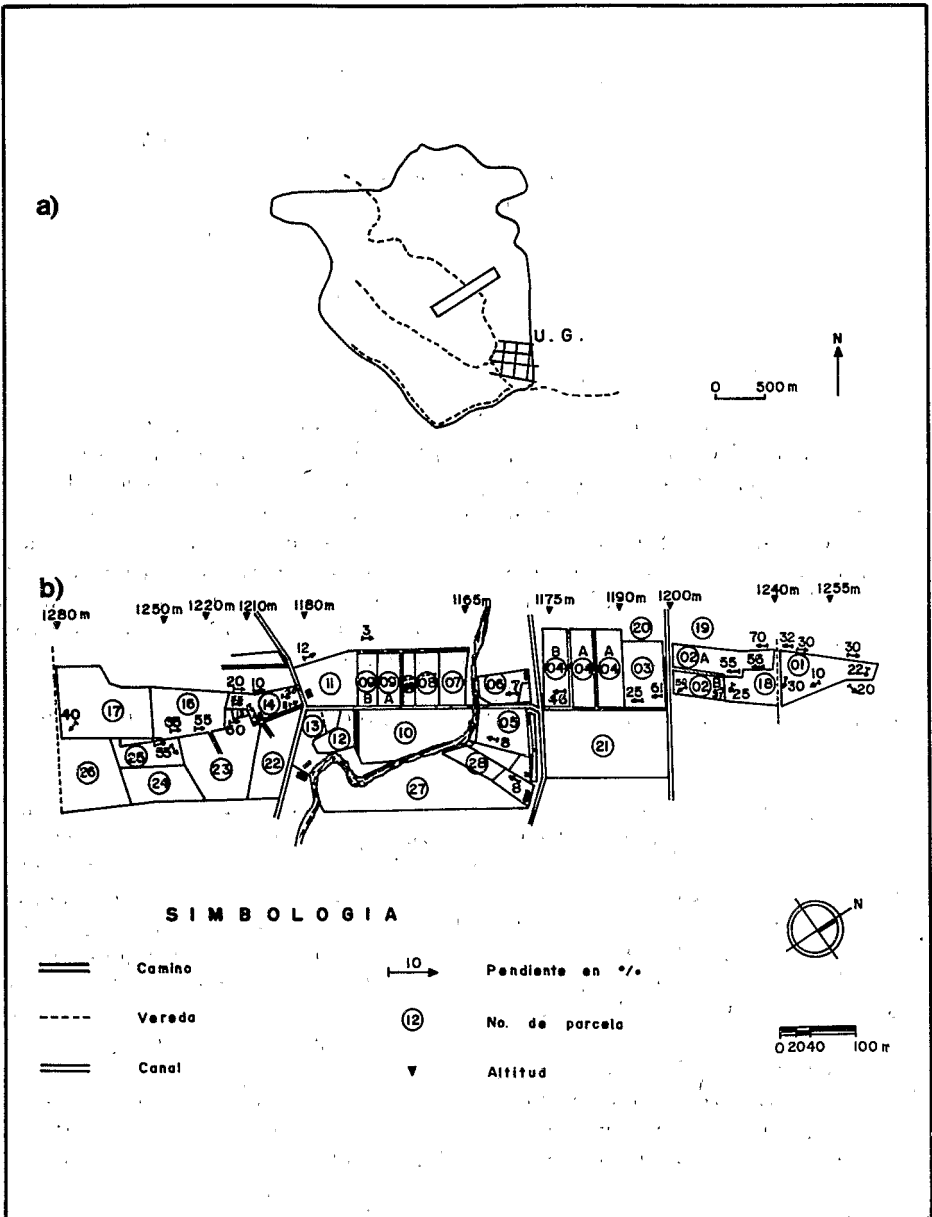 a)
U. G.
N
0 500 m
b)
1280 m 1250 m 1220 m 1210 m 1180 m 1165 m 1175 m 1190 m 1200 m 1240 m 1255 m
12 3 20 19 70 32 30 30
17 16 20 10 14 11 09 09 08 07 06 7 B 04 A 04 A 04 03 02 A 55 56 01 22
B A 46 25 02 B 25 18 30 10 20
40 55 60 13 12 10 05 8 21
26 25 55 23 22 28
24 27 8
SIMBOLOGIA
N
Camino 10 Pendiente en °/.
Vereda 12 No. de parcela
Canal Altitud
0 20 40 100 m